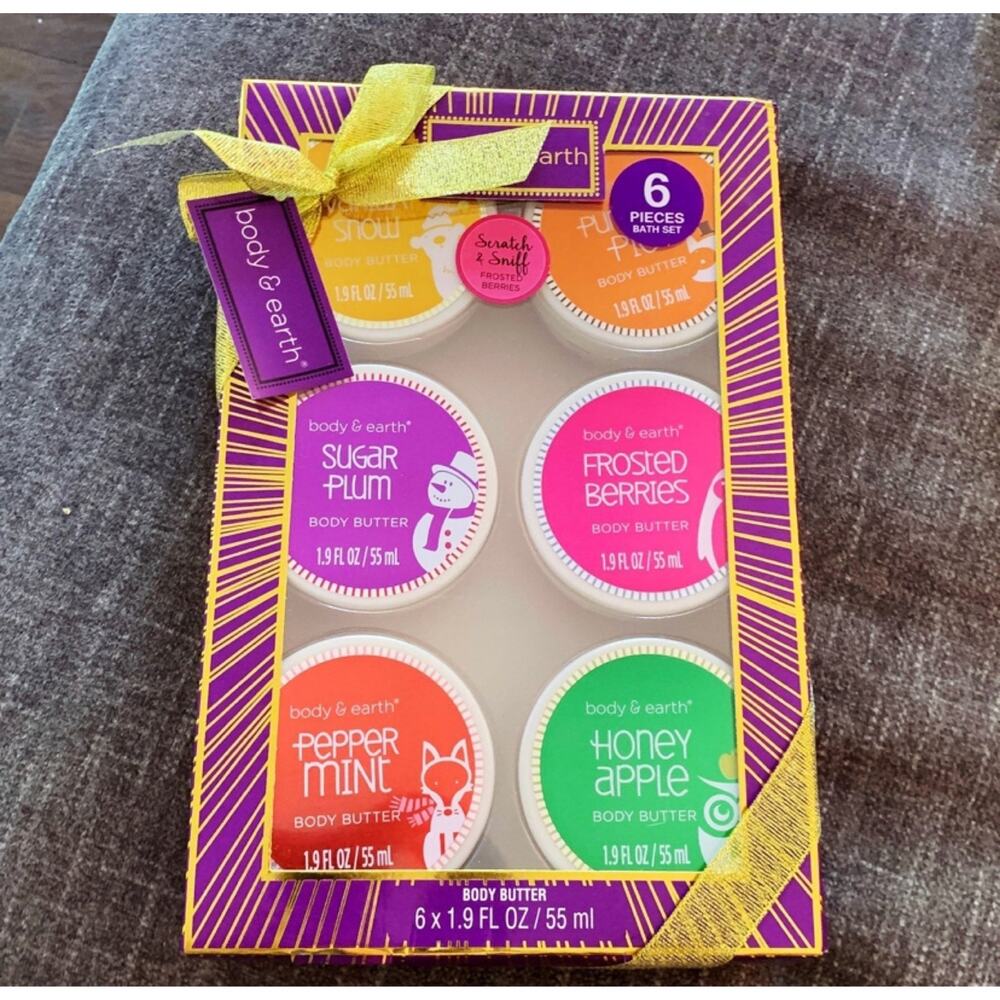 earth
6
PIECES
BATH SET
body & earth®
SNOW
BODY BUTTER
1.9 FL OZ / 55 mL
Scratch
& Sniff
FROSTED
BERRIES
BODY BUTTER
1.9 FL OZ / 55 mL
body & earth®
SUGAR
PLUM
BODY BUTTER
1.9 FL OZ / 55 mL
body & earth®
FROSTED
BERRIES
BODY BUTTER
1.9 FL OZ / 55 mL
body & earth®
PEPPER
MINT
BODY BUTTER
1.9 FL OZ / 55 mL
body & earth®
HONEY
APPLE
BODY BUTTER
1.9 FL OZ / 55 mL
BODY BUTTER
6 x 1.9 FL OZ / 55 ml